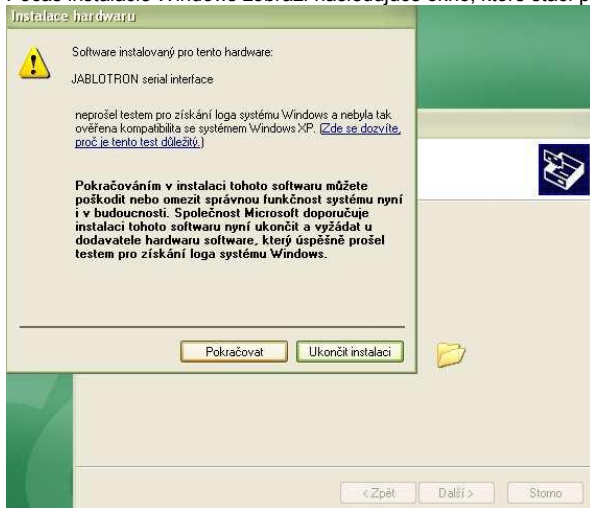 Instalace hardwaru
Software instalovaný pro tento hardware:
JABLOTRON serial interface
neprošel testem pro získání loga systému Windows a nebyla tak
ověřena kompatibilita se systémem Windows XP. (Zde se dozvíte,
proč je tento test důležitý.)
Pokračováním v instalaci tohoto softwaru můžete
poškodit nebo omezit správnou funkčnost systému nyní
i v budoucnosti. Společnost Microsoft doporučuje
instalaci tohoto softwaru nyní ukončit a vyžádat u
dodavatele hardwaru software, který úspěšně prošel
testem pro získání loga systému Windows.
Pokračovat Ukončit instalaci
< Zpět Další > Storno